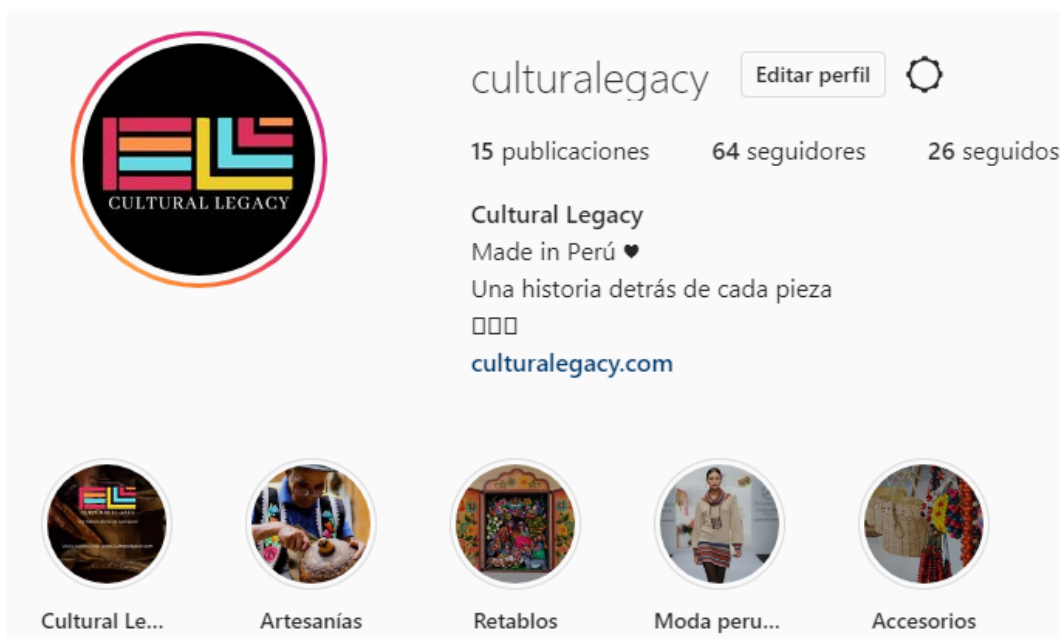 culturalegacy Editar perfil
15 publicaciones 64 seguidores 26 seguidos
CULTURAL LEGACY
Cultural Legacy
Made in Perú ♥
Una historia detrás de cada pieza
culturalegacy.com
Cultural Le... Artesanías Retablos Moda peru... Accesorios